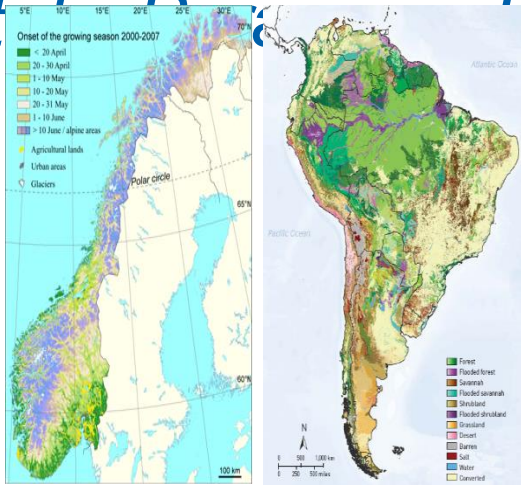 5°E 10°E 15°E 20°E 25°E 30°E
Onset of the growing season 2000-2007
70°N
< 20 April
20 - 30 April
1 - 10 May
10 - 20 May
20 - 31 May
1 - 10 June
> 10 June / alpine areas
Agricultural lands
Urban areas
Glaciers
Polar circle
65°N
60°N
100 km
Atlantic Ocean
Pacific Ocean
N
0 500 1,000 km
0 250 500 miles
Forest
Flooded forest
Savannah
Flooded savannah
Shrubland
Flooded shrubland
Grassland
Desert
Barren
Salt
Water
Converted